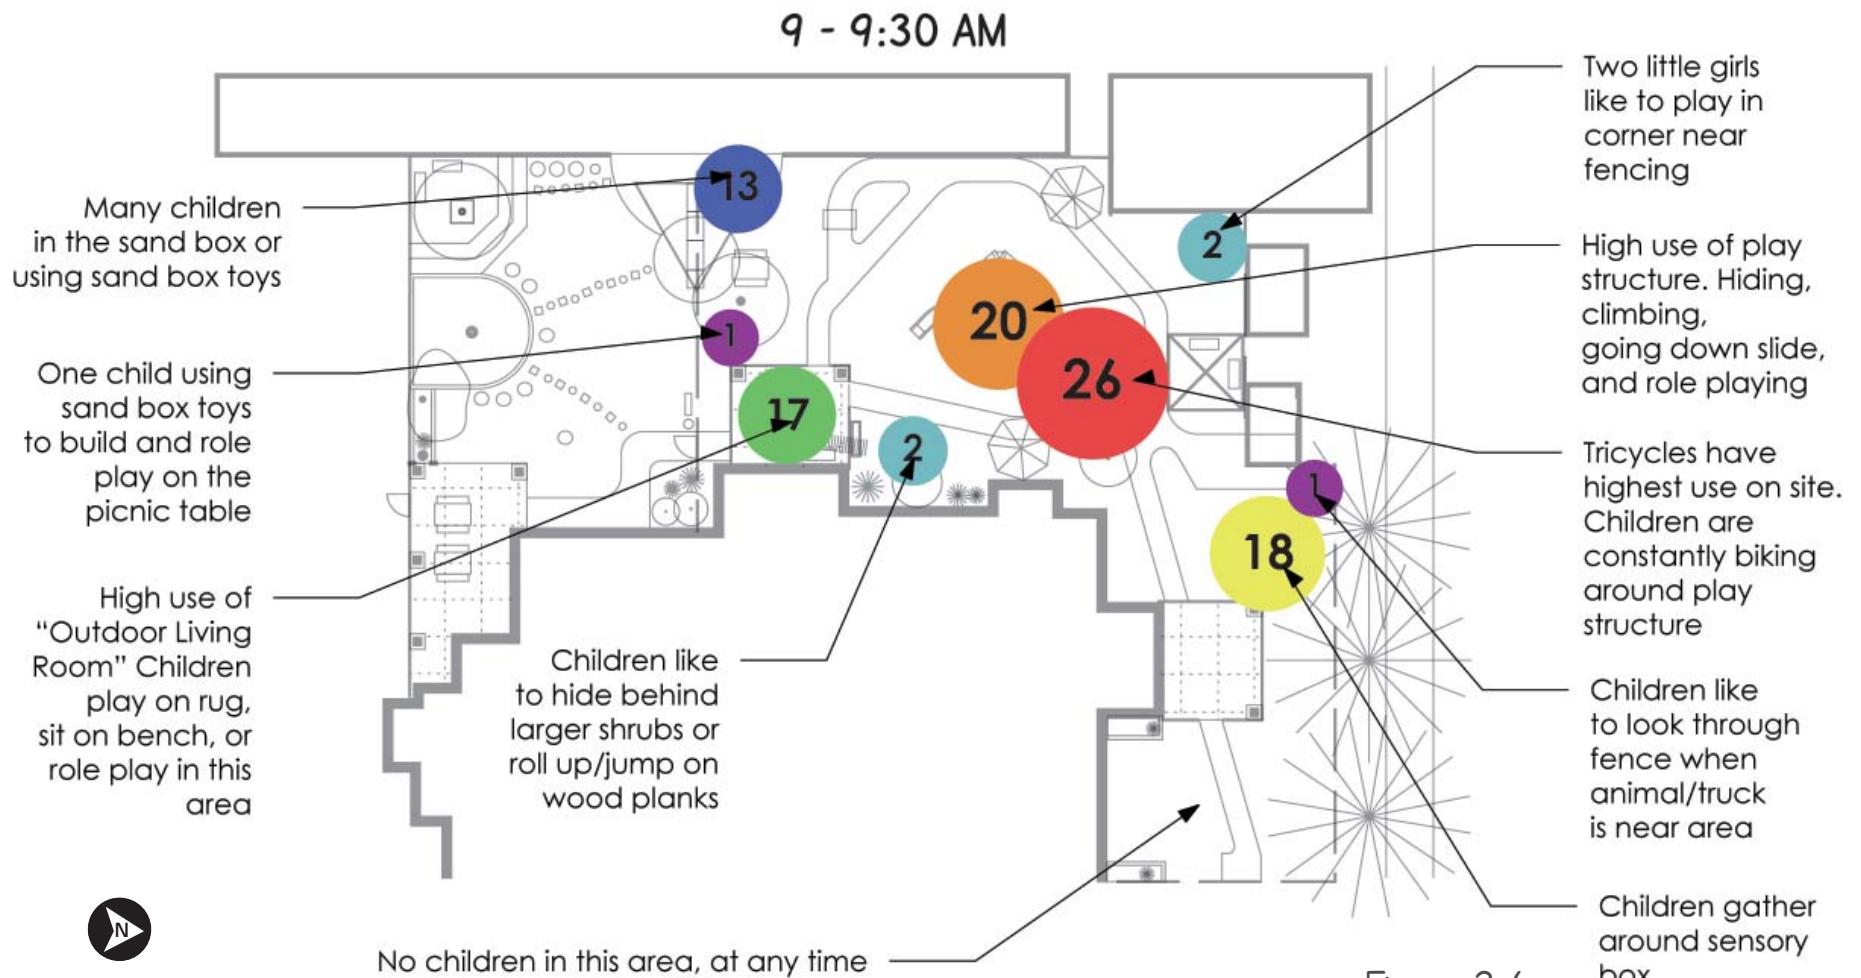 9 - 9:30 AM
Many children
in the sand box or
using sand box toys
One child using
sand box toys
to build and role
play on the
picnic table
High use of
“Outdoor Living
Room” Children
play on rug,
sit on bench, or
role play in this
area
Children like
to hide behind
larger shrubs or
roll up/jump on
wood planks
No children in this area, at any time
13
1
17
2
20
26
2
1
18
N
Two little girls
like to play in
corner near
fencing
High use of play
structure. Hiding,
climbing,
going down slide,
and role playing
Tricycles have
highest use on site.
Children are
constantly biking
around play
structure
Children like
to look through
fence when
animal/truck
is near area
Children gather
around sensory
box